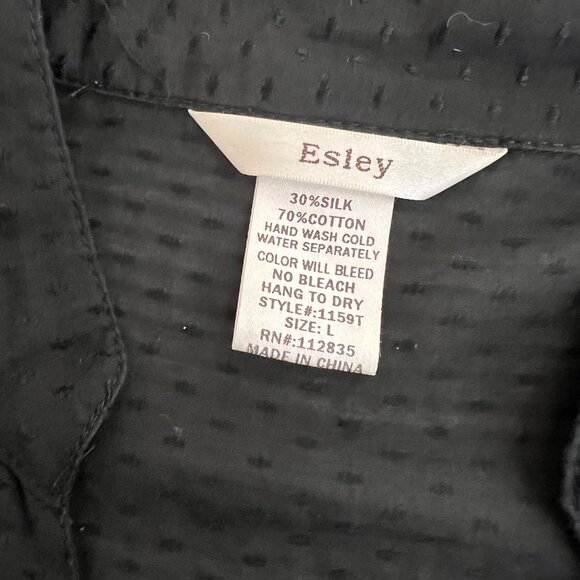 Esley
30%SILK
70%COTTON
HAND WASH COLD
WATER SEPARATELY
COLOR WILL BLEED
NO BLEACH
HANG TO DRY
STYLE#:1159T
SIZE: L
RN#:112835
MADE IN CHINA